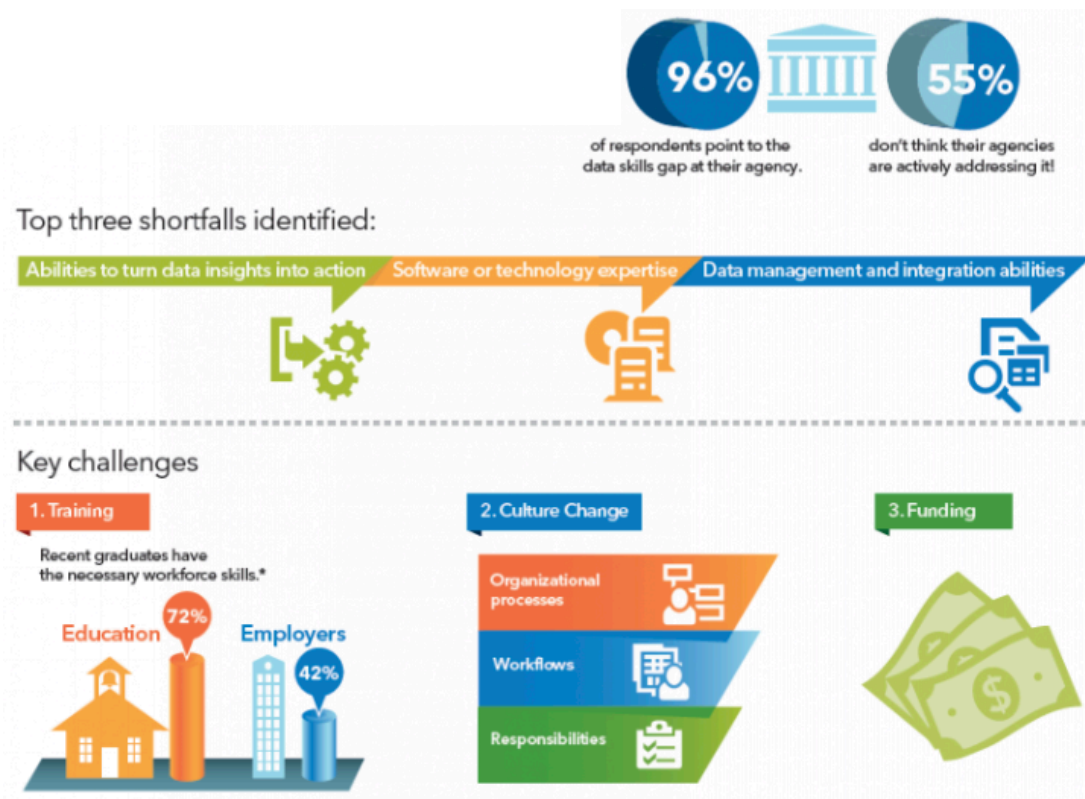 96%
55%
of respondents point to the
data skills gap at their agency.
don't think their agencies
are actively addressing it!
Top three shortfalls identified:
Abilities to turn data insights into action
Software or technology expertise
Data management and integration abilities
Key challenges
1. Training
Recent graduates have
the necessary workforce skills.*
Education
72%
Employers
42%
2. Culture Change
Organizational
processes
Workflows
Responsibilities
3. Funding
$